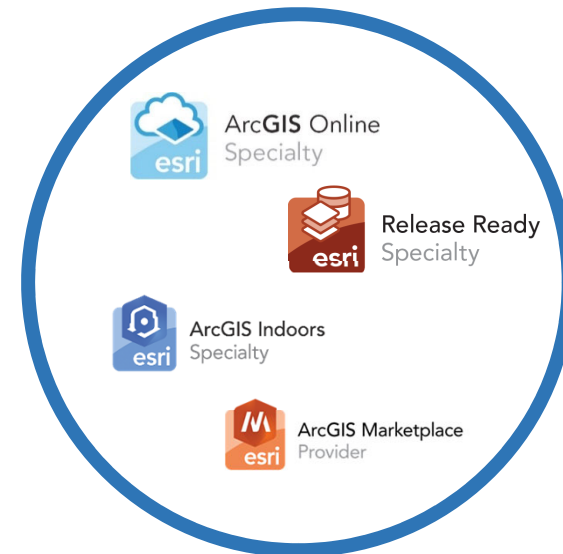 esri
ArcGIS Online
Specialty
esri
Release Ready
Specialty
esri
ArcGIS Indoors
Specialty
esri
ArcGIS Marketplace
Provider